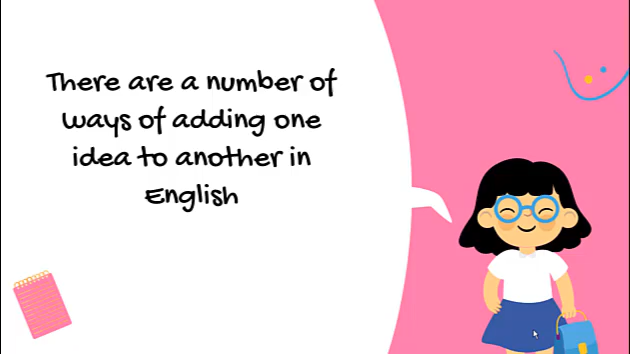 There are a number of
ways of adding one
idea to another in
English